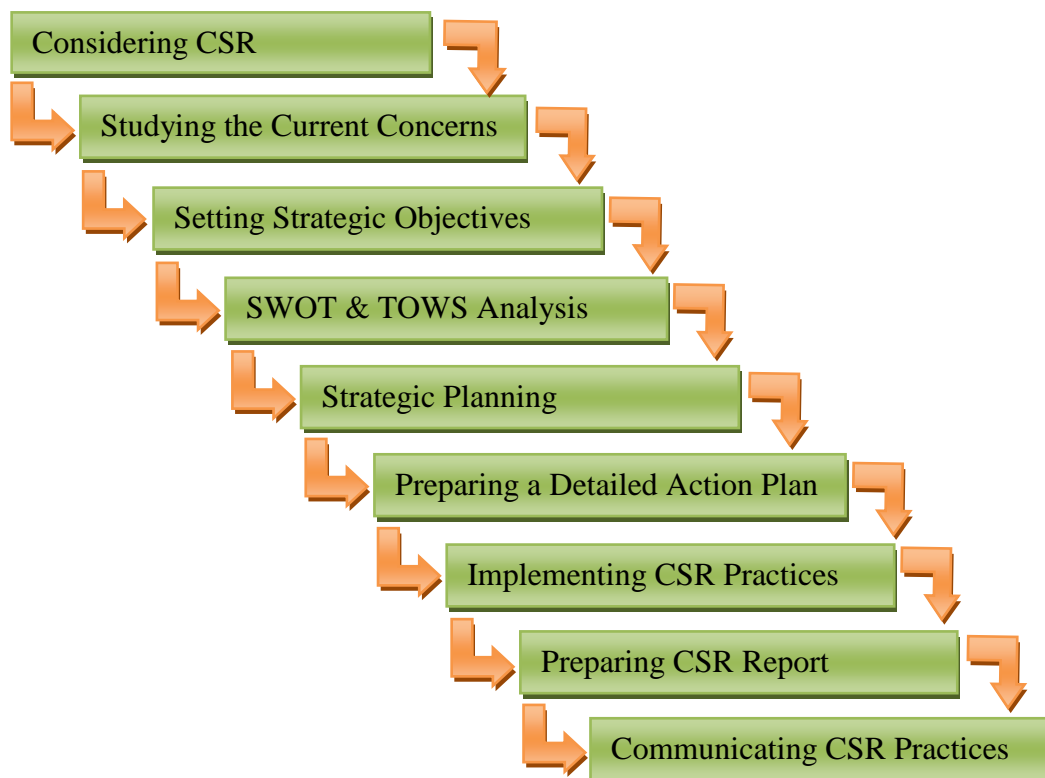 Considering CSR
Studying the Current Concerns
Setting Strategic Objectives
SWOT & TOWS Analysis
Strategic Planning
Preparing a Detailed Action Plan
Implementing CSR Practices
Preparing CSR Report
Communicating CSR Practices